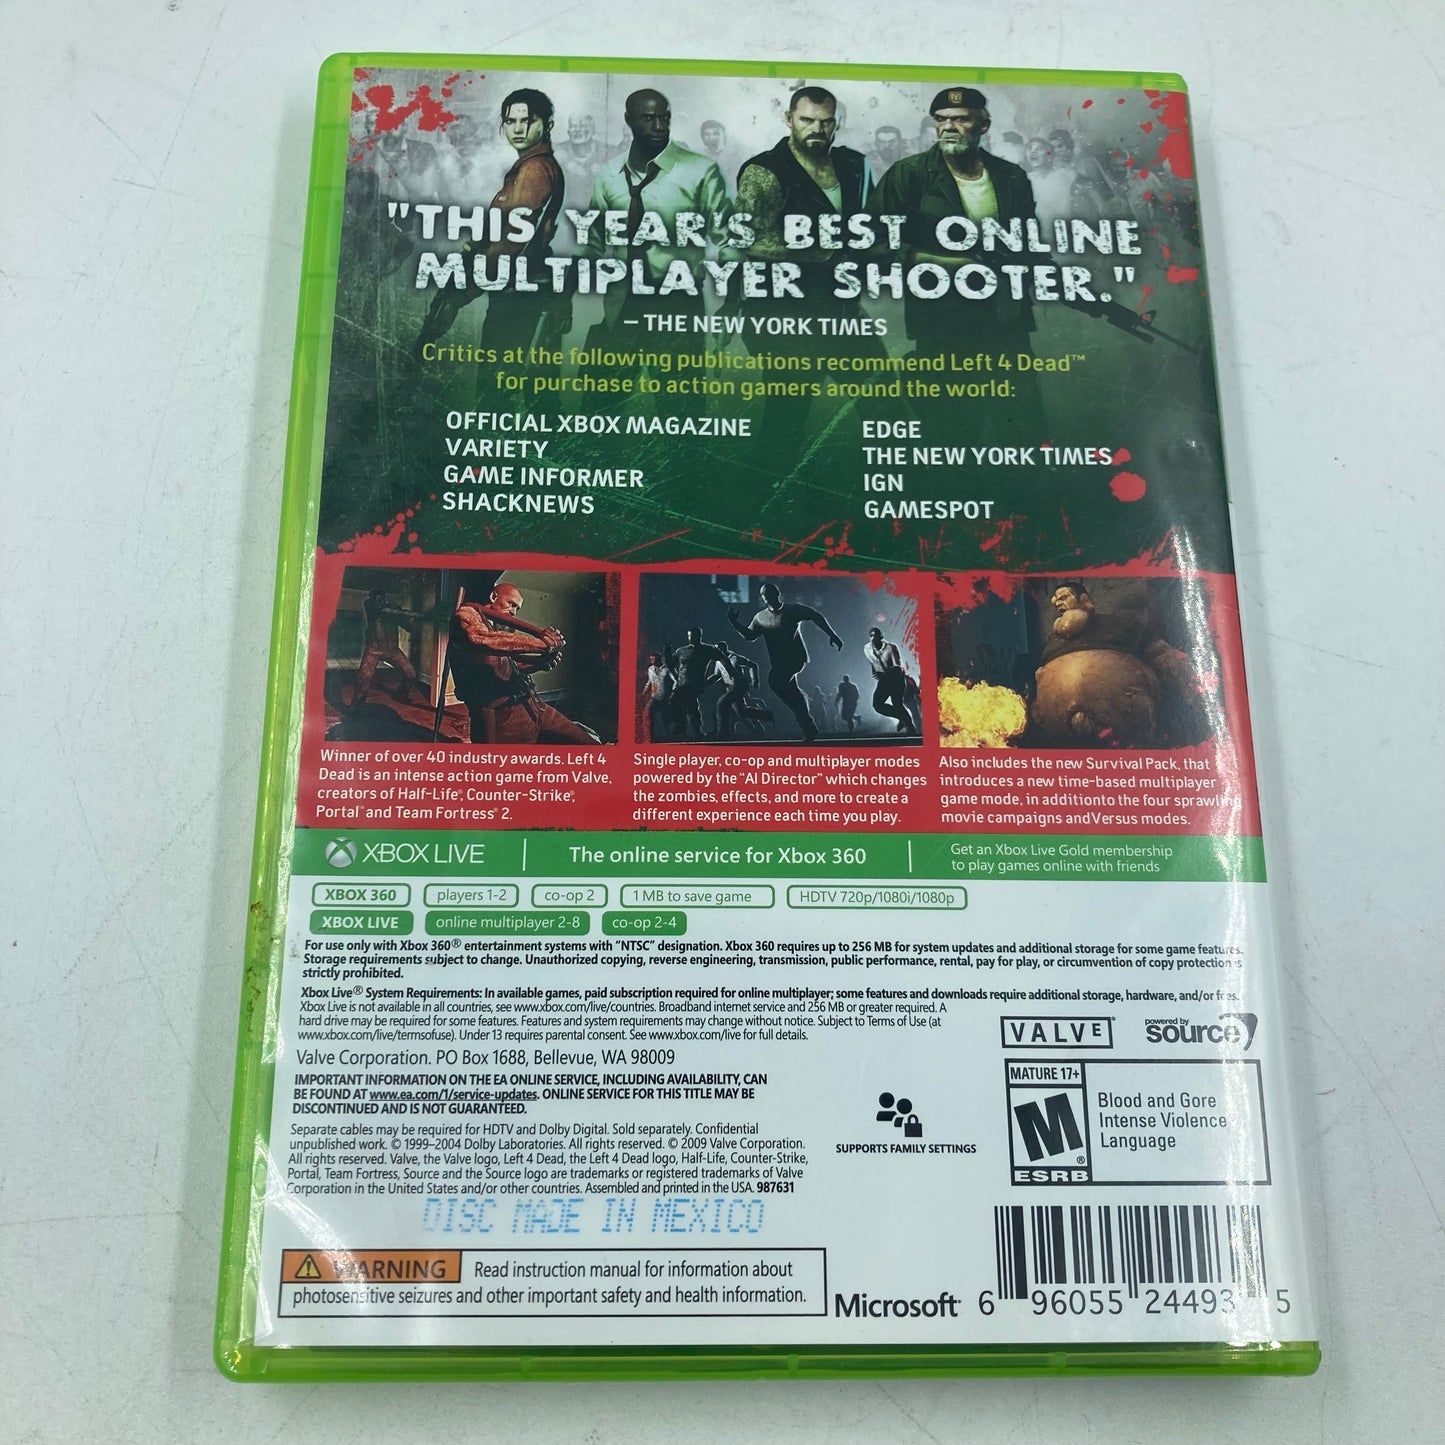 "THIS YEAR'S BEST ONLINE
MULTIPLAYER SHOOTER."
– THE NEW YORK TIMES
Critics at the following publications recommend Left 4 Dead™
for purchase to action gamers around the world:
OFFICIAL XBOX MAGAZINE
VARIETY
GAME INFORMER
SHACKNEWS
EDGE
THE NEW YORK TIMES
IGN
GAMESPOT
Winner of over 40 industry awards. Left 4
Dead is an intense action game from Valve,
creators of Half-Life®, Counter-Strike®,
Portal™ and Team Fortress® 2.
Single player, co-op and multiplayer modes
powered by the "AI Director" which changes
the zombies, effects, and more to create a
different experience each time you play.
Also includes the new Survival Pack, that
introduces a new time-based multiplayer
game mode, in additionto the four sprawling
movie campaigns andVersus modes.
XBOX LIVE
The online service for Xbox 360
Get an Xbox Live Gold membership
to play games online with friends
XBOX 360 players 1-2 co-op 2 1 MB to save game HDTV 720p/1080i/1080p
XBOX LIVE online multiplayer 2-8 co-op 2-4
For use only with Xbox 360® entertainment systems with "NTSC" designation. Xbox 360 requires up to 256 MB for system updates and additional storage for some game features.
Storage requirements subject to change. Unauthorized copying, reverse engineering, transmission, public performance, rental, pay for play, or circumvention of copy protection is
strictly prohibited.
Xbox Live® System Requirements: In available games, paid subscription required for online multiplayer; some features and downloads require additional storage, hardware, and/or fees.
Xbox Live is not available in all countries, see www.xbox.com/live/countries. Broadband internet service and 256 MB or greater required. A
hard drive may be required for some features. Features and system requirements may change without notice. Subject to Terms of Use (at
www.xbox.com/live/termsofuse). Under 13 requires parental consent. See www.xbox.com/live for full details.
Valve Corporation. PO Box 1688, Bellevue, WA 98009
IMPORTANT INFORMATION ON THE EA ONLINE SERVICE, INCLUDING AVAILABILITY, CAN
BE FOUND AT www.ea.com/1/service-updates. ONLINE SERVICE FOR THIS TITLE MAY BE
DISCONTINUED AND IS NOT GUARANTEED.
Separate cables may be required for HDTV and Dolby Digital. Sold separately. Confidential
unpublished work. © 1999–2004 Dolby Laboratories. All rights reserved. © 2009 Valve Corporation.
All rights reserved. Valve, the Valve logo, Left 4 Dead, the Left 4 Dead logo, Half-Life, Counter-Strike,
Portal, Team Fortress, Source and the Source logo are trademarks or registered trademarks of Valve
Corporation in the United States and/or other countries. Assembled and printed in the USA. 987631
DISC MADE IN MEXICO
VALVE®
powered by
source
SUPPORTS FAMILY SETTINGS
MATURE 17+
M
®
ESRB
Blood and Gore
Intense Violence
Language
WARNING Read instruction manual for information about
photosensitive seizures and other important safety and health information.
Microsoft®
6 96055 24493 5